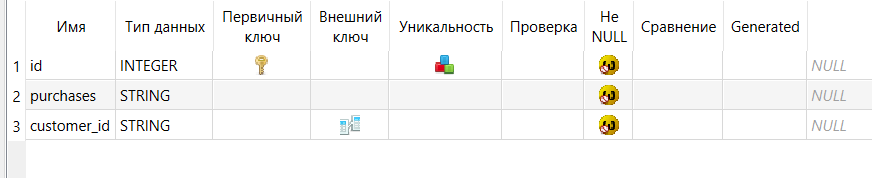 Имя Тип данных Первичный ключ Внешний ключ Уникальность Проверка Не NULL Сравнение Generated
1 id INTEGER NULL
2 purchases STRING NULL
3 customer_id STRING NULL